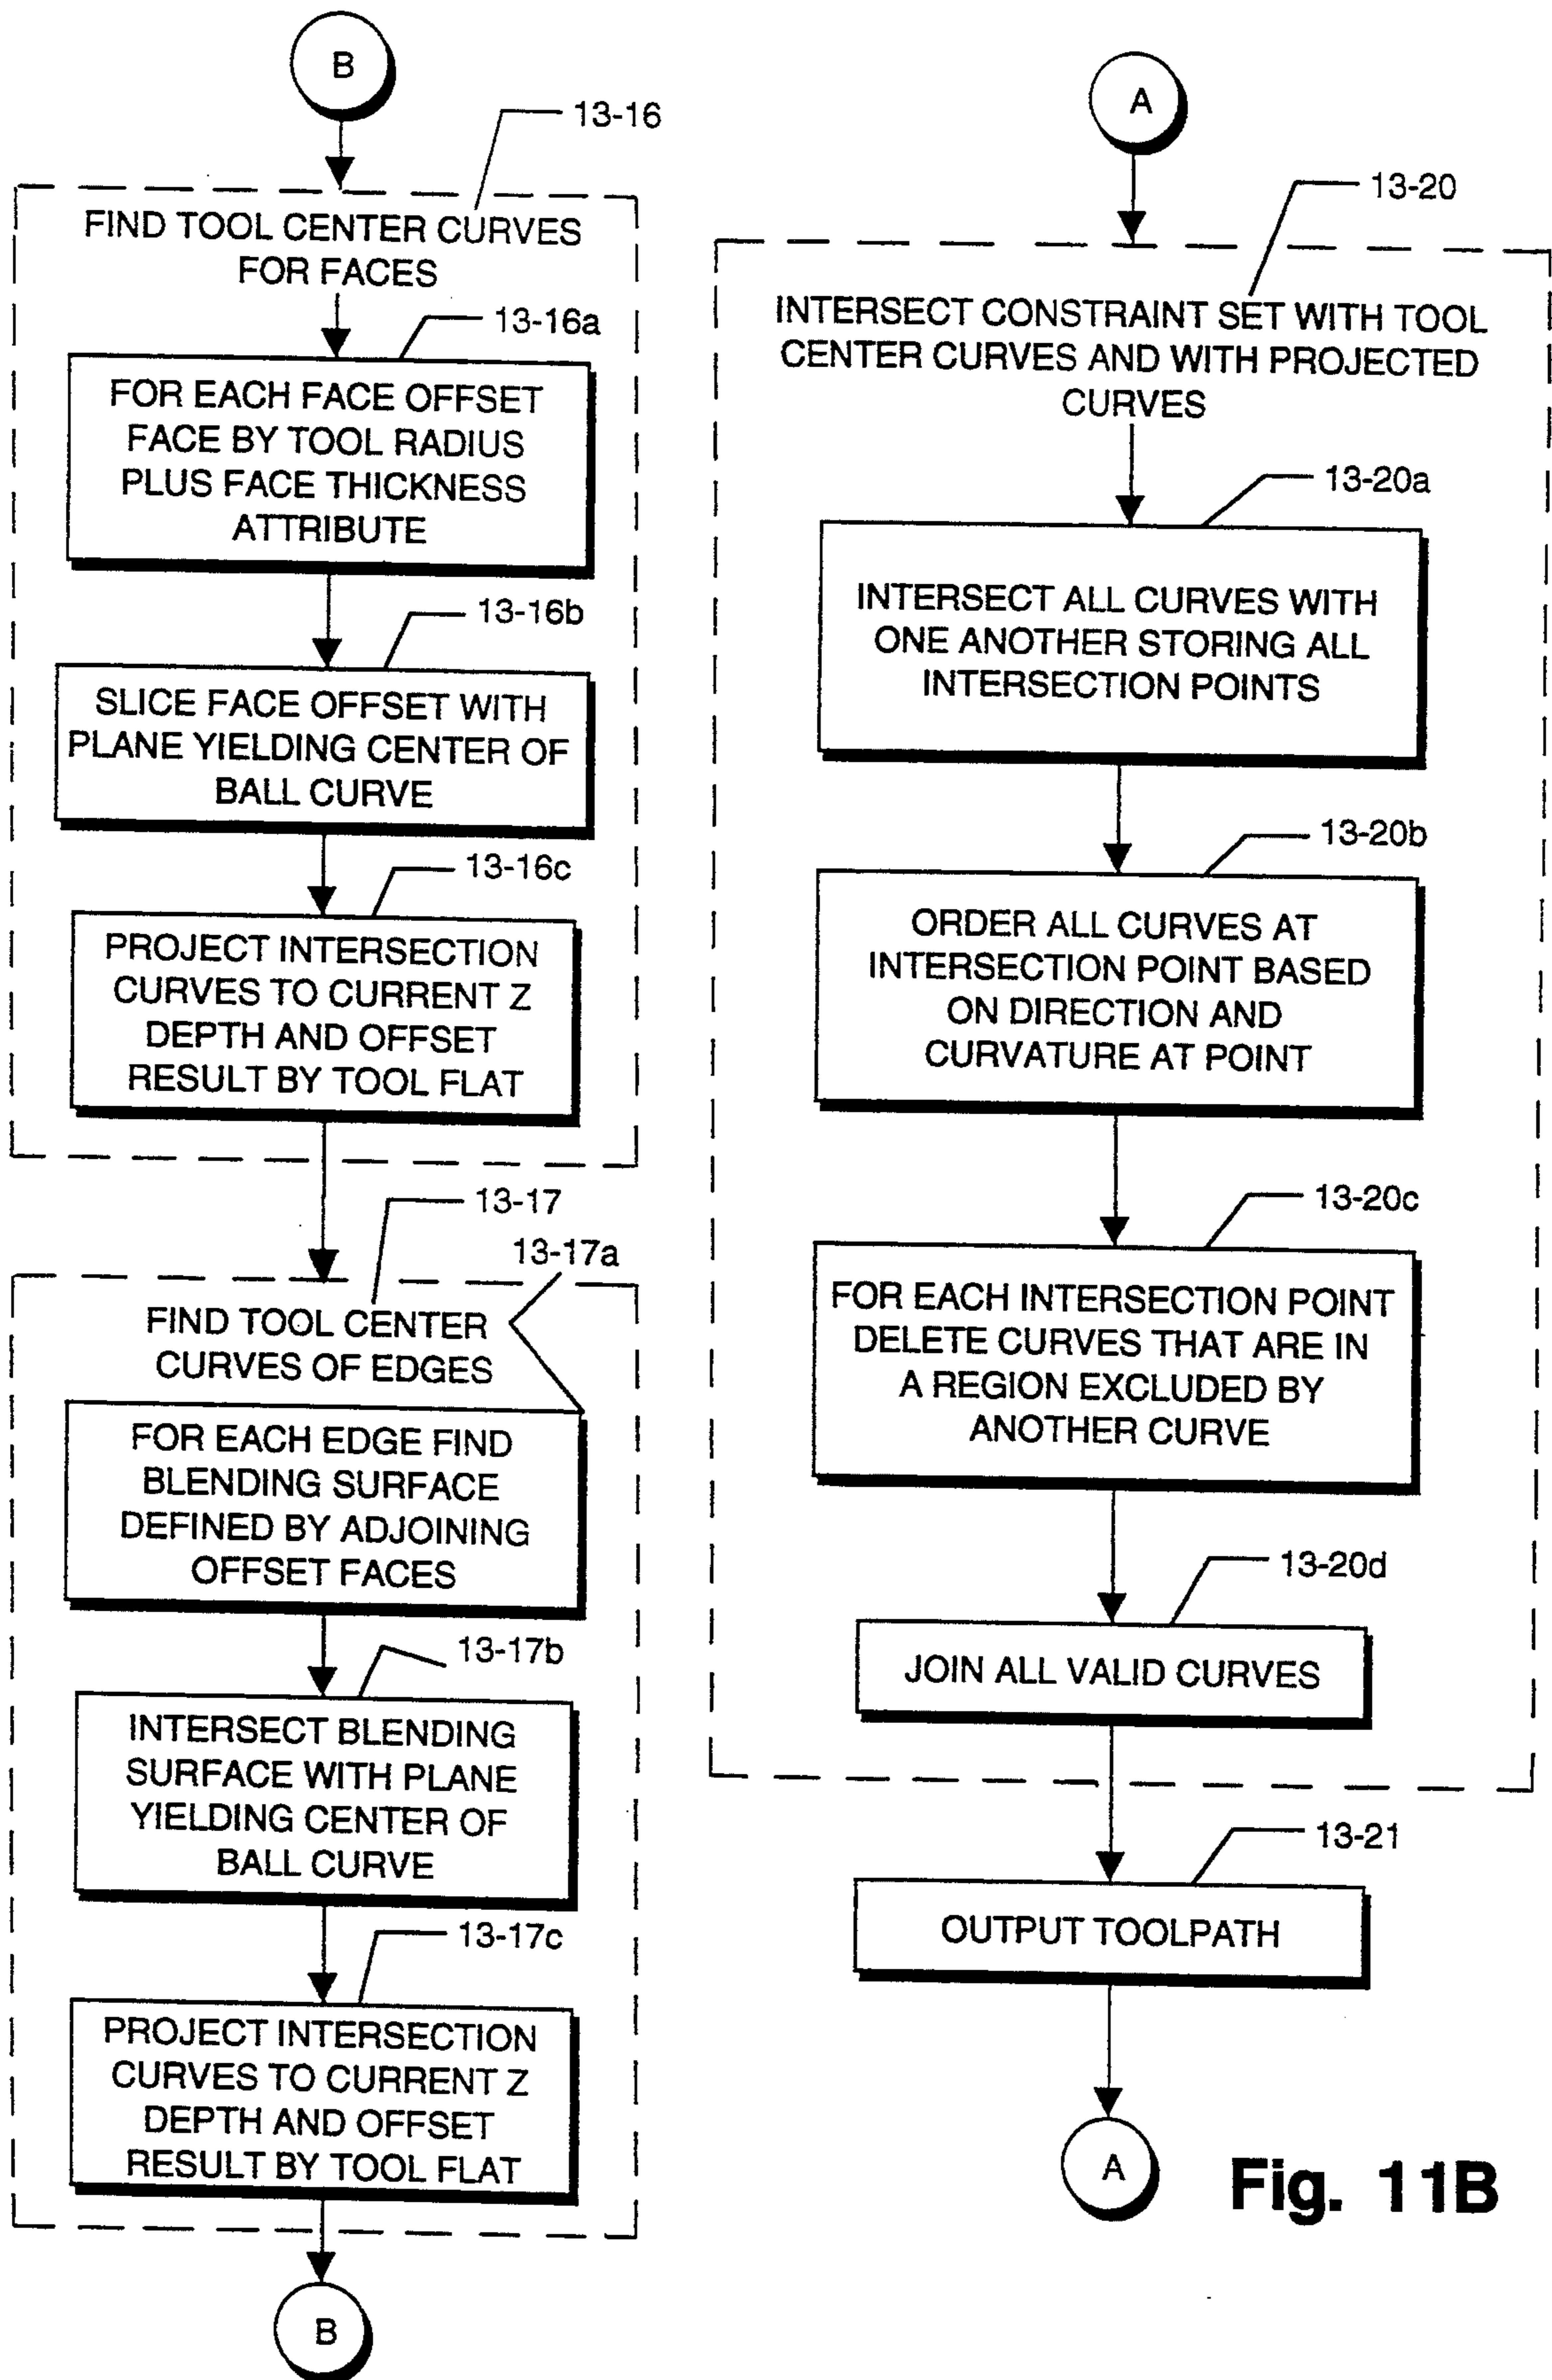 B
13-16
FIND TOOL CENTER CURVES
FOR FACES
13-16a
FOR EACH FACE OFFSET
FACE BY TOOL RADIUS
PLUS FACE THICKNESS
ATTRIBUTE
13-16b
SLICE FACE OFFSET WITH
PLANE YIELDING CENTER OF
BALL CURVE
13-16c
PROJECT INTERSECTION
CURVES TO CURRENT Z
DEPTH AND OFFSET
RESULT BY TOOL FLAT
13-17
13-17a
FIND TOOL CENTER
CURVES OF EDGES
FOR EACH EDGE FIND
BLENDING SURFACE
DEFINED BY ADJOINING
OFFSET FACES
13-17b
INTERSECT BLENDING
SURFACE WITH PLANE
YIELDING CENTER OF
BALL CURVE
13-17c
PROJECT INTERSECTION
CURVES TO CURRENT Z
DEPTH AND OFFSET
RESULT BY TOOL FLAT
B
A
13-20
INTERSECT CONSTRAINT SET WITH TOOL
CENTER CURVES AND WITH PROJECTED
CURVES
13-20a
INTERSECT ALL CURVES WITH
ONE ANOTHER STORING ALL
INTERSECTION POINTS
13-20b
ORDER ALL CURVES AT
INTERSECTION POINT BASED
ON DIRECTION AND
CURVATURE AT POINT
13-20c
FOR EACH INTERSECTION POINT
DELETE CURVES THAT ARE IN
A REGION EXCLUDED BY
ANOTHER CURVE
13-20d
JOIN ALL VALID CURVES
13-21
OUTPUT TOOLPATH
A
Fig. 11B